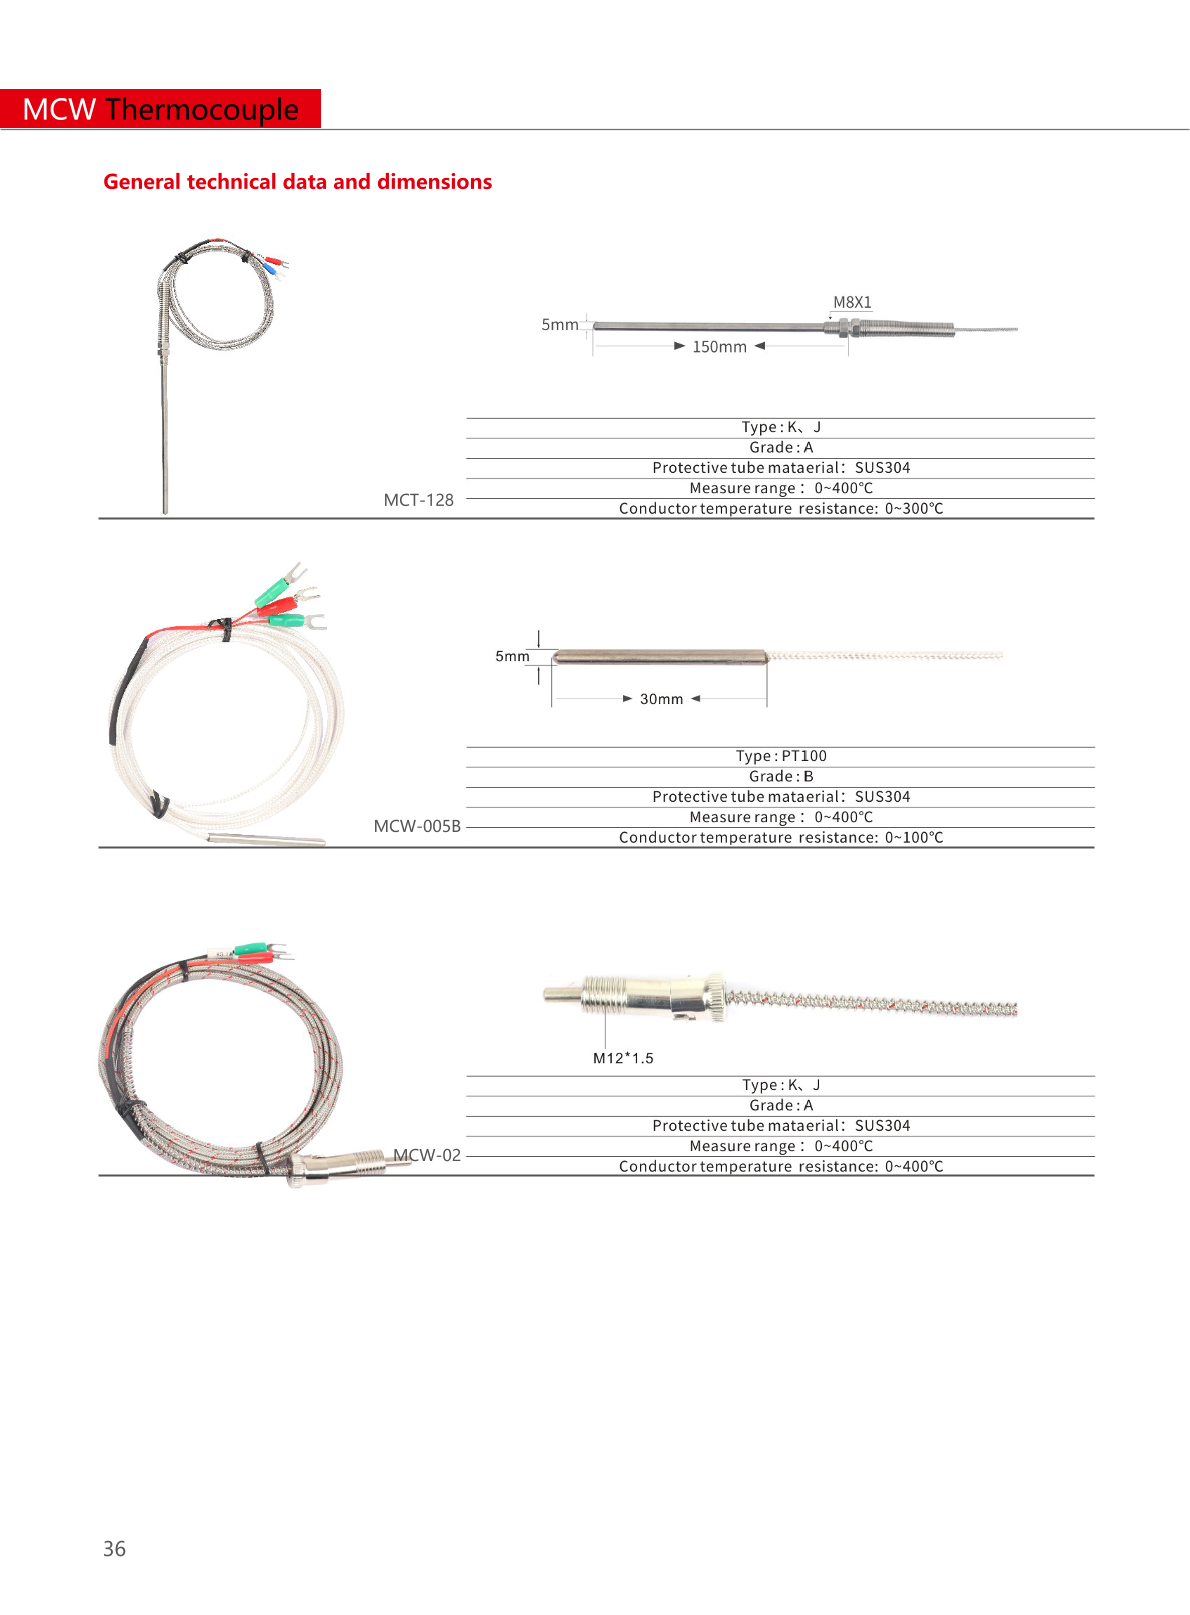 MCW Thermocouple
General technical data and dimensions
M8X1
5mm
150mm
Type : K、J
Grade : A
Protective tube mataerial： SUS304
Measure range ： 0~400℃
Conductor temperature resistance: 0~300℃
MCT-128
5mm
30mm
Type : PT100
Grade : B
Protective tube mataerial： SUS304
Measure range ： 0~400℃
Conductor temperature resistance: 0~100℃
MCW-005B
M12*1.5
Type : K、J
Grade : A
Protective tube mataerial： SUS304
Measure range ： 0~400℃
Conductor temperature resistance: 0~400℃
MCW-02
36